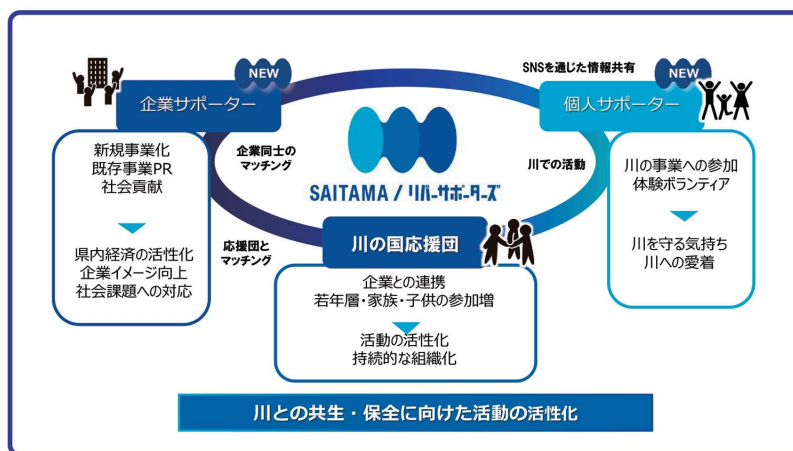 NEW
企業サポーター
新規事業化
既存事業PR
社会貢献
県内経済の活性化
企業イメージ向上
社会課題への対応
企業同士の
マッチング
応援団と
マッチング
SNSを通じた情報共有
川での活動
SAITAMA / リバーサポーターズ
NEW
個人サポーター
川の事業への参加
体験ボランティア
川を守る気持ち
川への愛着
川の国応援団
企業との連携
若年層・家族・子供の参加増
活動の活性化
持続的な組織化
川との共生・保全に向けた活動の活性化